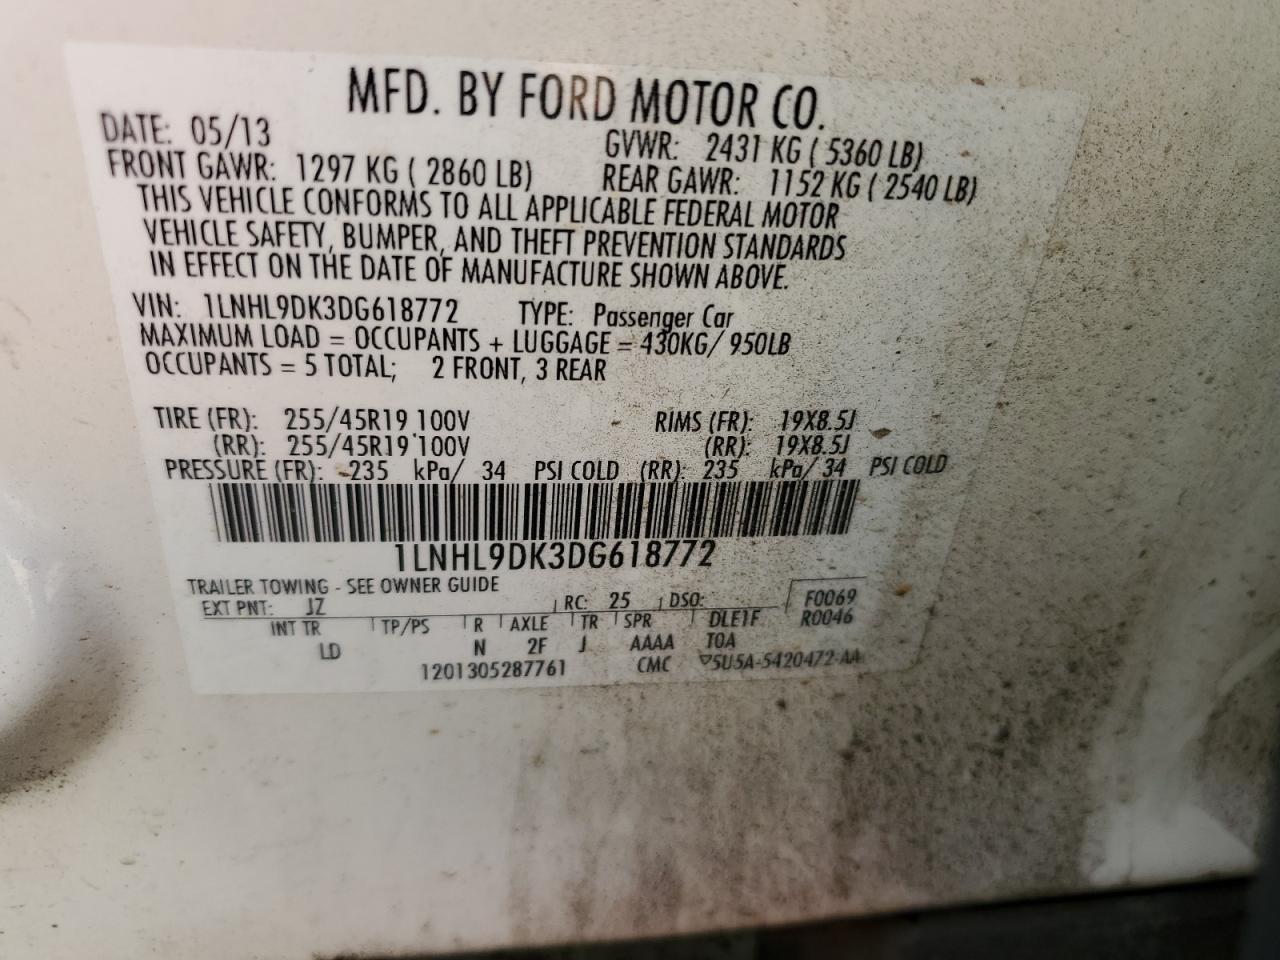 MFD. BY FORD MOTOR CO.
DATE: 05/13 GVWR: 2431 KG ( 5360 LB)
FRONT GAWR: 1297 KG ( 2860 LB) REAR GAWR: 1152 KG ( 2540 LB)
THIS VEHICLE CONFORMS TO ALL APPLICABLE FEDERAL MOTOR
VEHICLE SAFETY, BUMPER, AND THEFT PREVENTION STANDARDS
IN EFFECT ON THE DATE OF MANUFACTURE SHOWN ABOVE.
VIN: 1LNHL9DK3DG618772 TYPE: Passenger Car
MAXIMUM LOAD = OCCUPANTS + LUGGAGE = 430KG/ 950LB
OCCUPANTS = 5 TOTAL; 2 FRONT, 3 REAR
TIRE (FR): 255/45R19 100V RIMS (FR): 19X8.5J
(RR): 255/45R19 100V (RR): 19X8.5J
PRESSURE (FR): 235 kPa/ 34 PSI COLD (RR): 235 kPa/ 34 PSI COLD
1LNHL9DK3DG618772
TRAILER TOWING - SEE OWNER GUIDE
EXT PNT: JZ RC: 25 DSO: F0069
INT TR TP/PS R AXLE TR SPR DLE1F R0046
LD N 2F J AAAA TOA
1201305287761 CMC 5U5A-5420472-AA